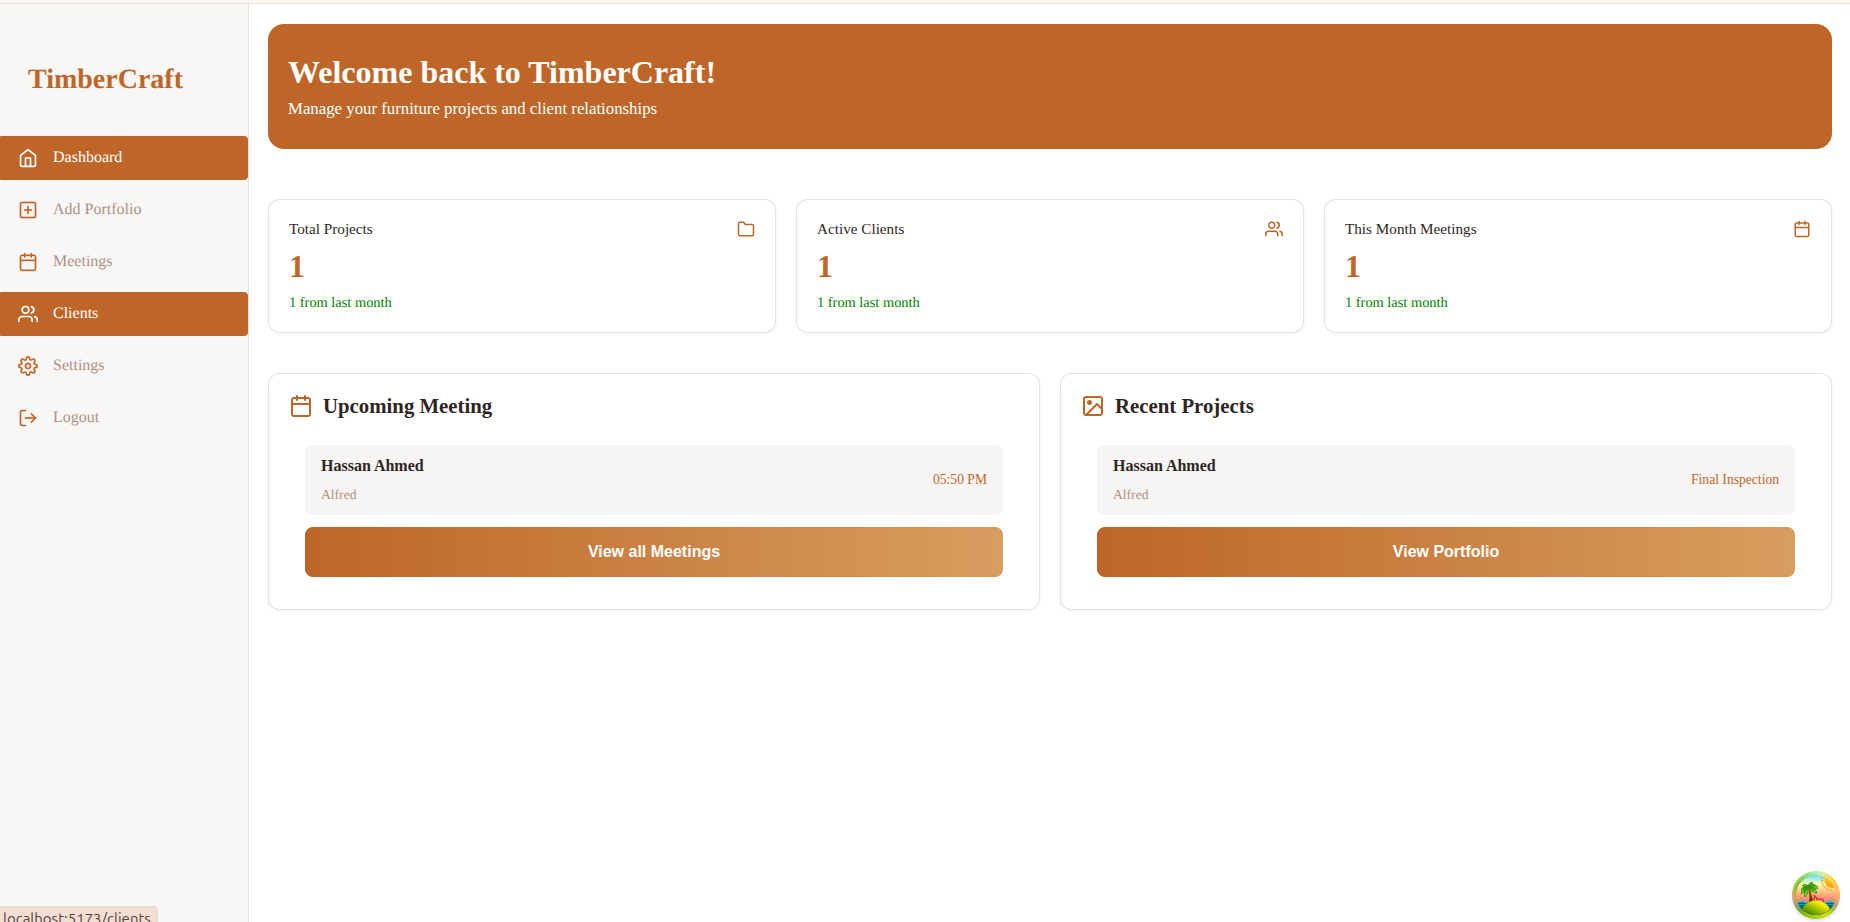 TimberCraft
Dashboard
Add Portfolio
Meetings
Clients
Settings
Logout
Welcome back to TimberCraft!
Manage your furniture projects and client relationships
Total Projects
1
1 from last month
Active Clients
1
1 from last month
This Month Meetings
1
1 from last month
Upcoming Meeting
Hassan Ahmed
Alfred
05:50 PM
View all Meetings
Recent Projects
Hassan Ahmed
Alfred
Final Inspection
View Portfolio
localhost:5173/clients